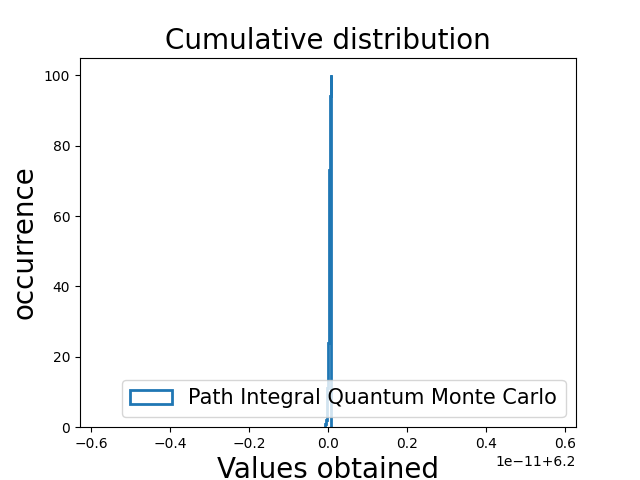 Cumulative distribution
100
80
60
40
20
0
occurrence
Path Integral Quantum Monte Carlo
−0.6 −0.4 −0.2 0.0 0.2 0.4 0.6
1e−11+6.2
Values obtained